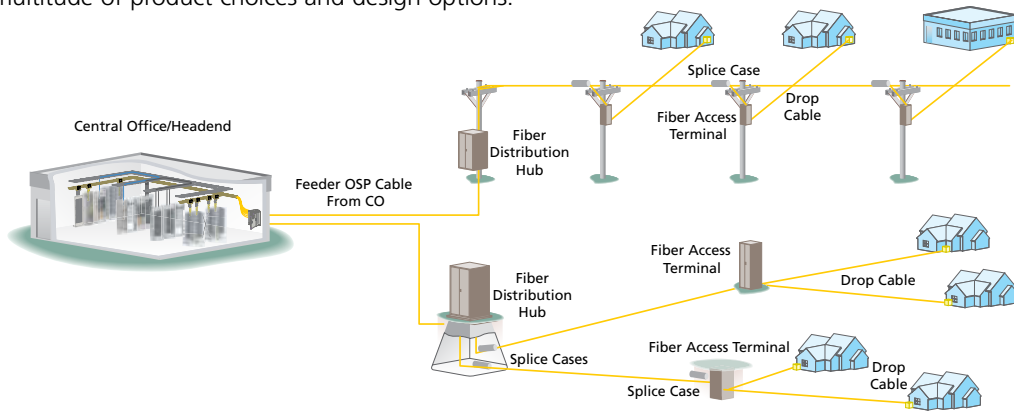 multitude of product choices and design options.
Splice Case
Central Office/Headend
Fiber
Distribution
Hub
Fiber Access
Terminal
Drop
Cable
Feeder OSP Cable
From CO
Fiber Access
Terminal
Drop Cable
Fiber
Distribution
Hub
Splice Cases
Fiber Access Terminal
Splice Case
Drop
Cable